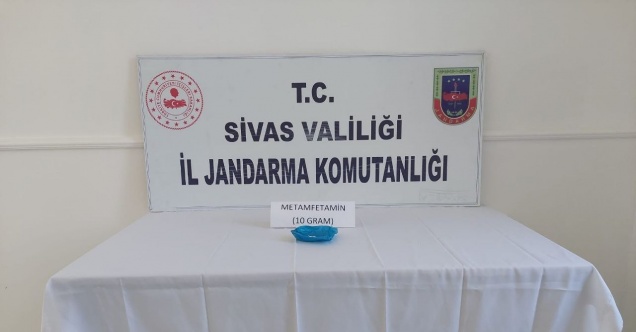 T.C.
SİVAS VALİLİĞİ
İL JANDARMA KOMUTANLIĞI
METAMFETAMİN
(10 GRAM)